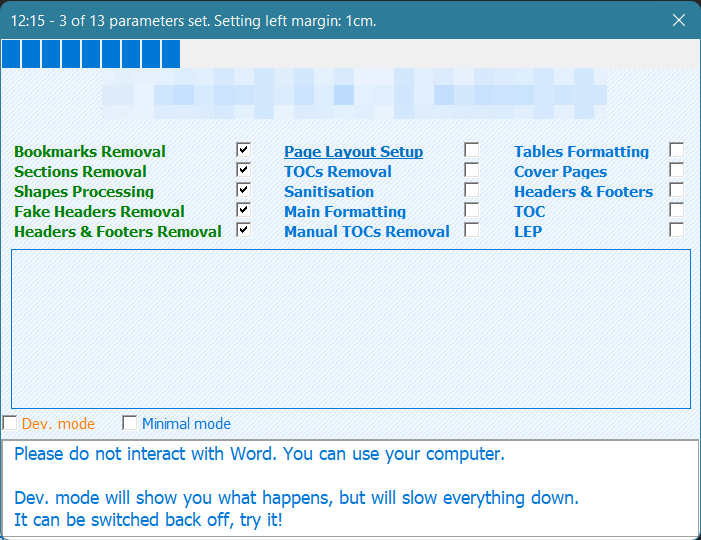 12:15 - 3 of 13 parameters set. Setting left margin: 1cm.
Bookmarks Removal
Sections Removal
Shapes Processing
Fake Headers Removal
Headers & Footers Removal
Page Layout Setup
TOCs Removal
Sanitisation
Main Formatting
Manual TOCs Removal
Tables Formatting
Cover Pages
Headers & Footers
TOC
LEP
Dev. mode
Minimal mode
Please do not interact with Word. You can use your computer.
Dev. mode will show you what happens, but will slow everything down.
It can be switched back off, try it!